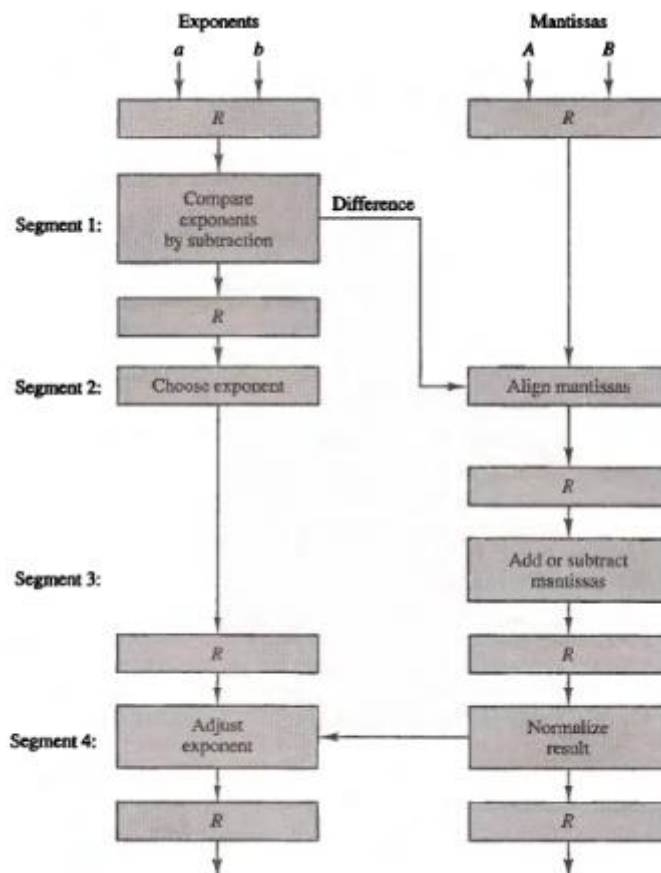 Exponents
Mantissas
a b
A B
R
R
Segment 1:
Compare
exponents
by subtraction
Difference
R
Segment 2:
Choose exponent
Align mantissas
R
Segment 3:
Add or subtract
mantissas
R
R
Segment 4:
Adjust
exponent
Normalize
result
R
R